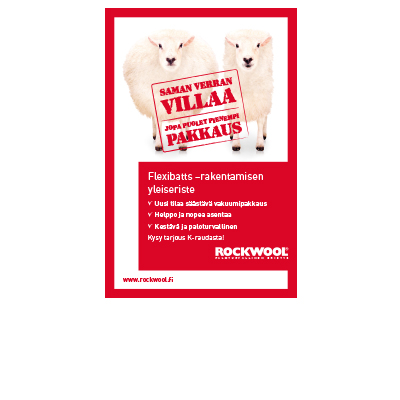 SAMAN VERRAN
VILLAA
JOPA PUOLET PIENEMPI
PAKKAUS
Flexibatts –rakentamisen
yleiseriste
Uusi tilaa säästävä vakuumipakkaus
Helppo ja nopea asentaa
Kestävä ja paloturvallinen
Kysy tarjous K-raudasta!
ROCKWOOL
www.rockwool.fi